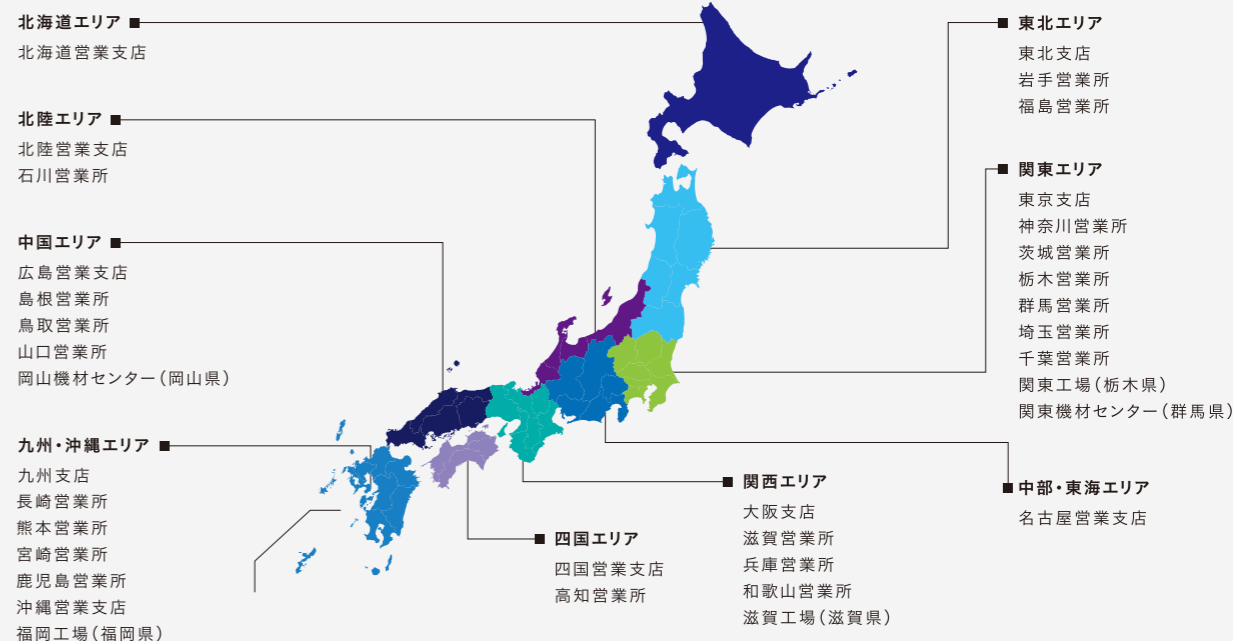 北海道エリア
北海道営業支店
北陸エリア
北陸営業支店
石川営業所
中国エリア
広島営業支店
島根営業所
鳥取営業所
山口営業所
岡山機材センター(岡山県)
九州・沖縄エリア
九州支店
長崎営業所
熊本営業所
宮崎営業所
鹿児島営業所
沖縄営業支店
福岡工場(福岡県)
四国エリア
四国営業支店
高知営業所
関西エリア
大阪支店
滋賀営業所
兵庫営業所
和歌山営業所
滋賀工場(滋賀県)
東北エリア
東北支店
岩手営業所
福島営業所
関東エリア
東京支店
神奈川営業所
茨城営業所
栃木営業所
群馬営業所
埼玉営業所
千葉営業所
関東工場(栃木県)
関東機材センター(群馬県)
中部・東海エリア
名古屋営業支店